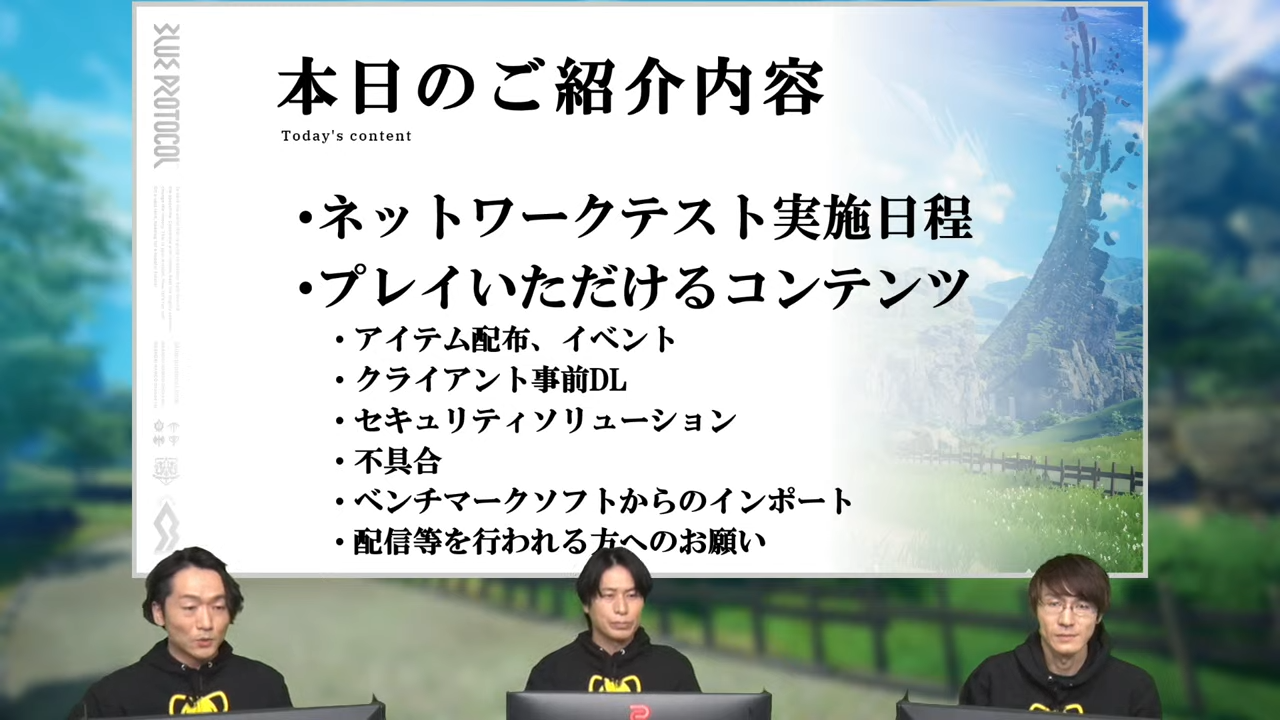 BLUE PROTOCOL
本日のご紹介内容
Today's content
・ネットワークテスト実施日程
・プレイいただけるコンテンツ
・アイテム配布、イベント
・クライアント事前DL
・セキュリティソリューション
・不具合
・ベンチマークソフトからのインポート
・配信等を行われる方へのお願い